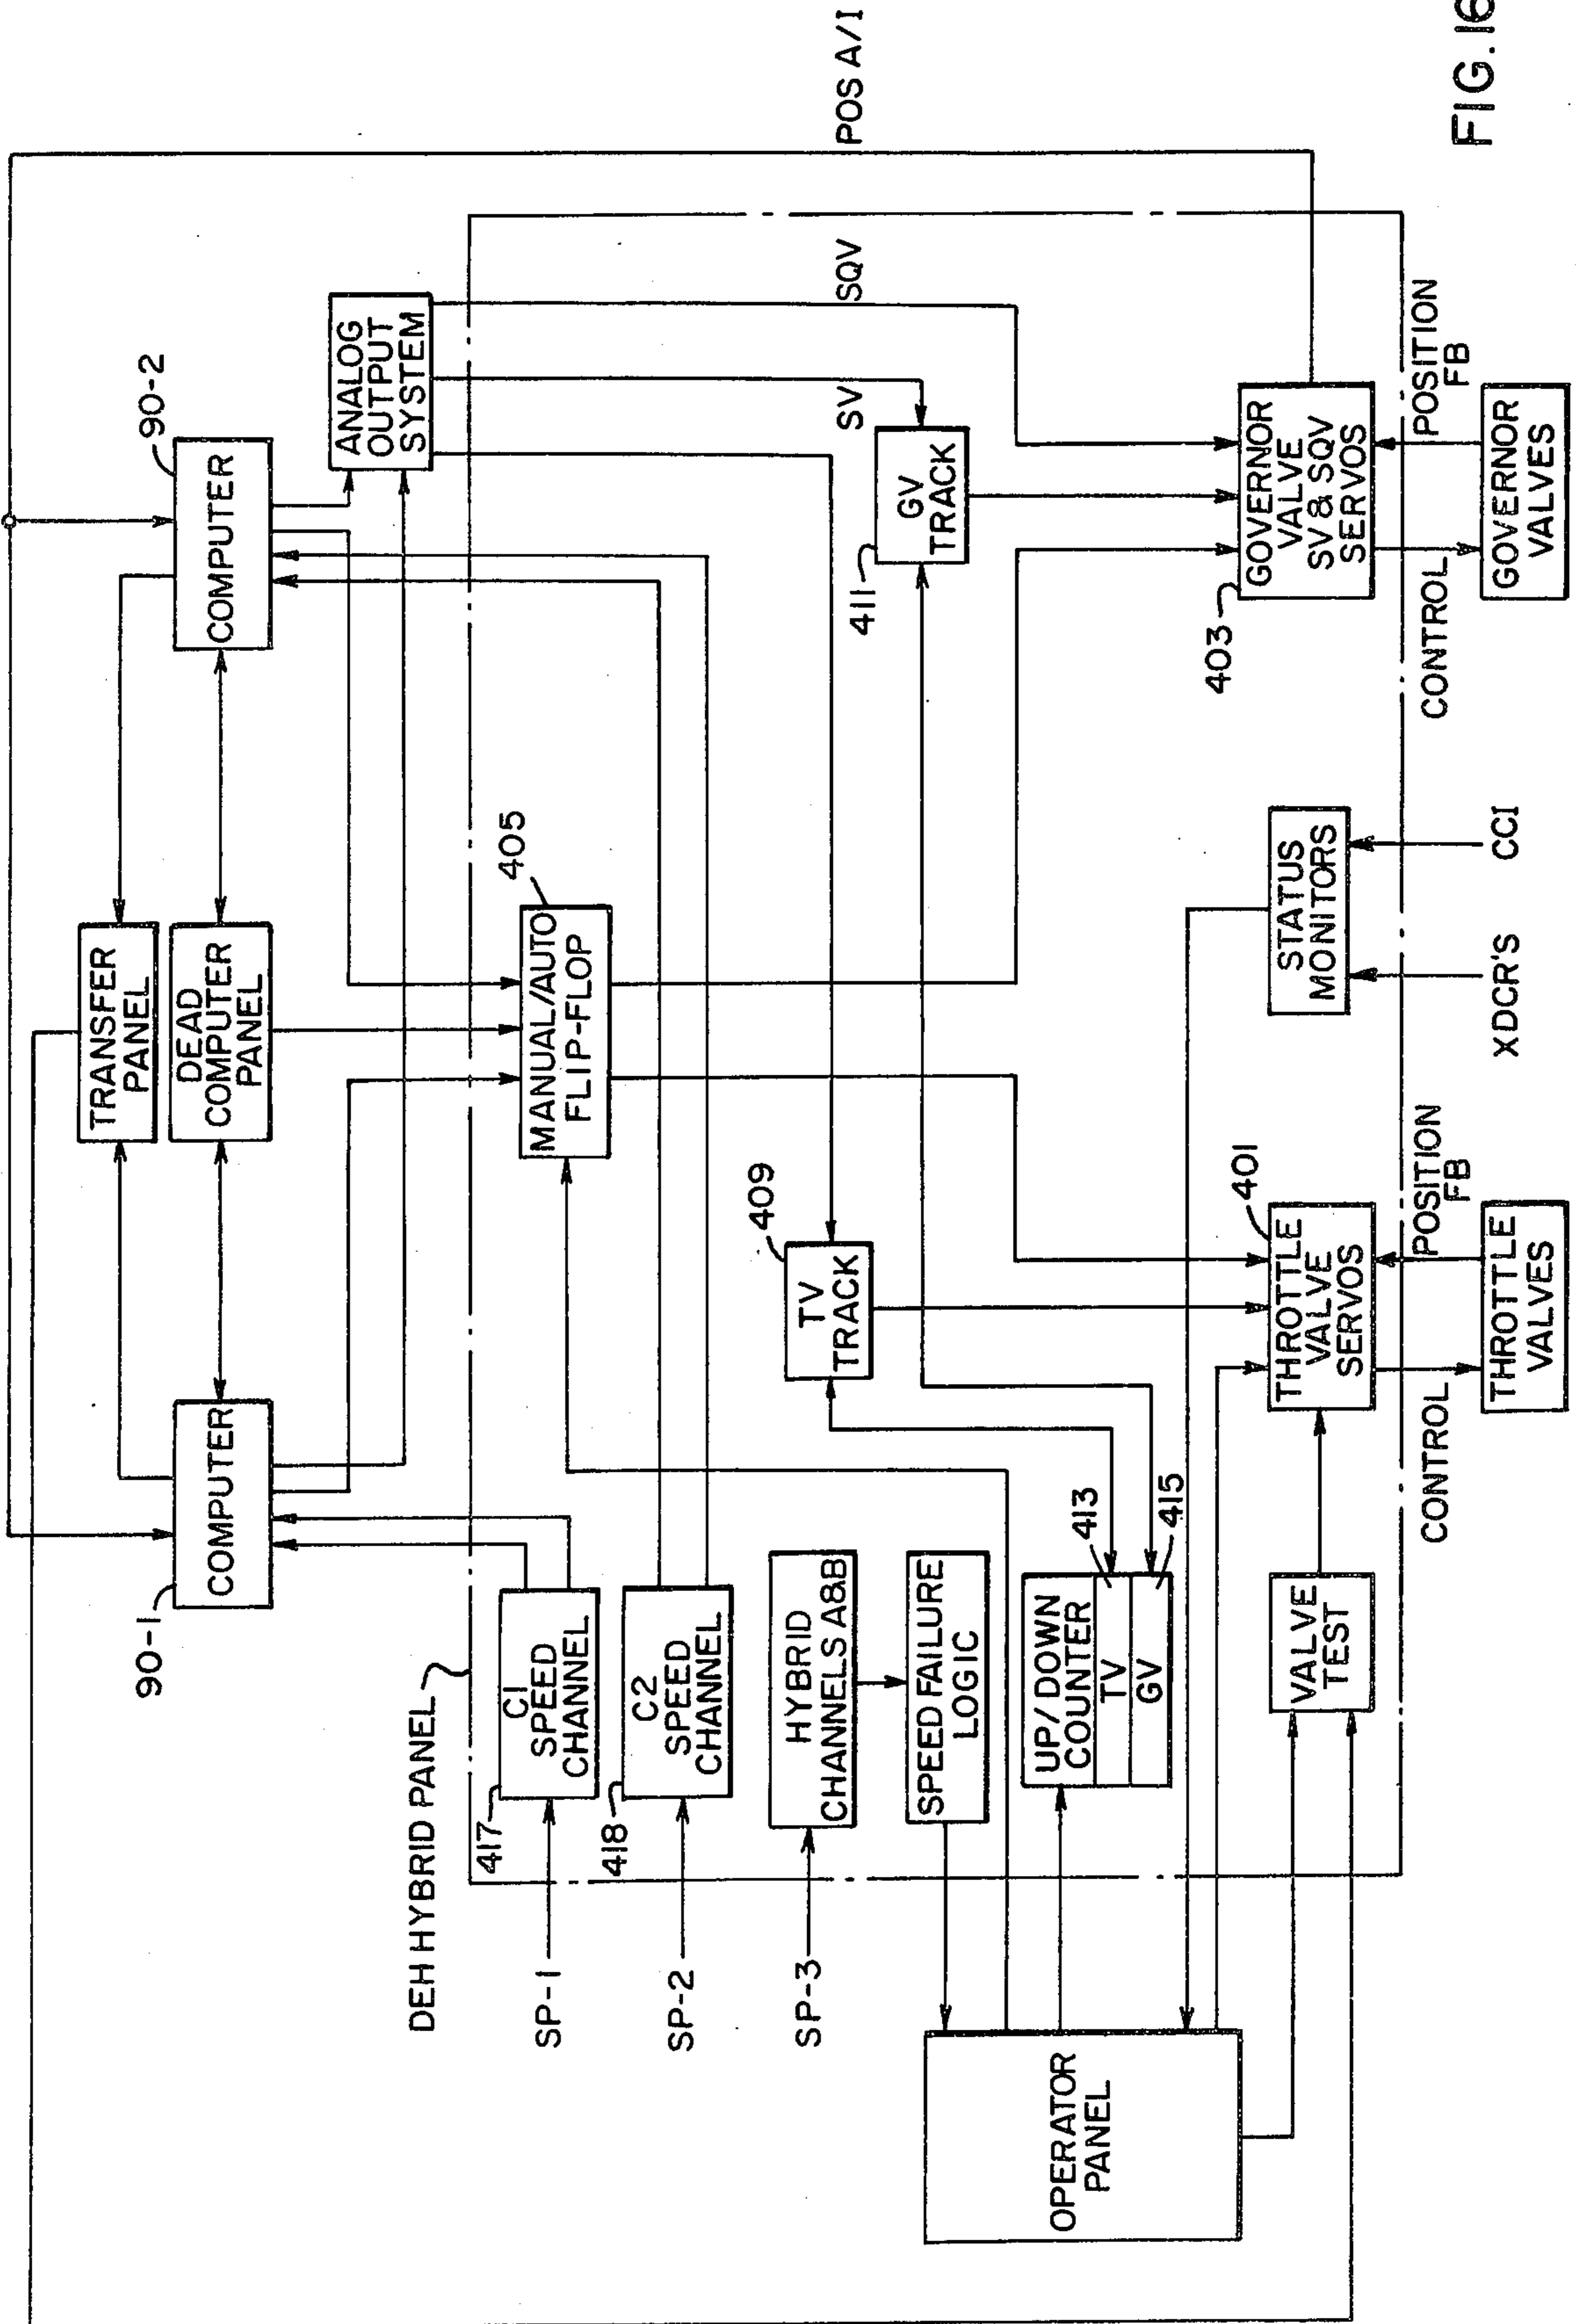 TRANSFER
PANEL
DEAD
COMPUTER
PANEL
90-1
COMPUTER
90-2
COMPUTER
ANALOG
OUTPUT
SYSTEM
DEH HYBRID PANEL
417
C1
SPEED
CHANNEL
SP-1
418
C2
SPEED
CHANNEL
SP-2
405
MANUAL/AUTO
FLIP-FLOP
HYBRID
CHANNELS A&B
SP-3
SPEED FAILURE
LOGIC
409
TV
TRACK
SV
SQV
POS A/I
411
GV
TRACK
OPERATOR
PANEL
UP/DOWN
COUNTER
TV
GV
413
415
VALVE
TEST
401
THROTTLE
VALVE
SERVOS
STATUS
MONITORS
403
GOVERNOR
VALVE
SV & SQV
SERVOS
CONTROL
POSITION
FB
THROTTLE
VALVES
XDCR'S
CCI
CONTROL
POSITION
FB
GOVERNOR
VALVES
FIG. 16